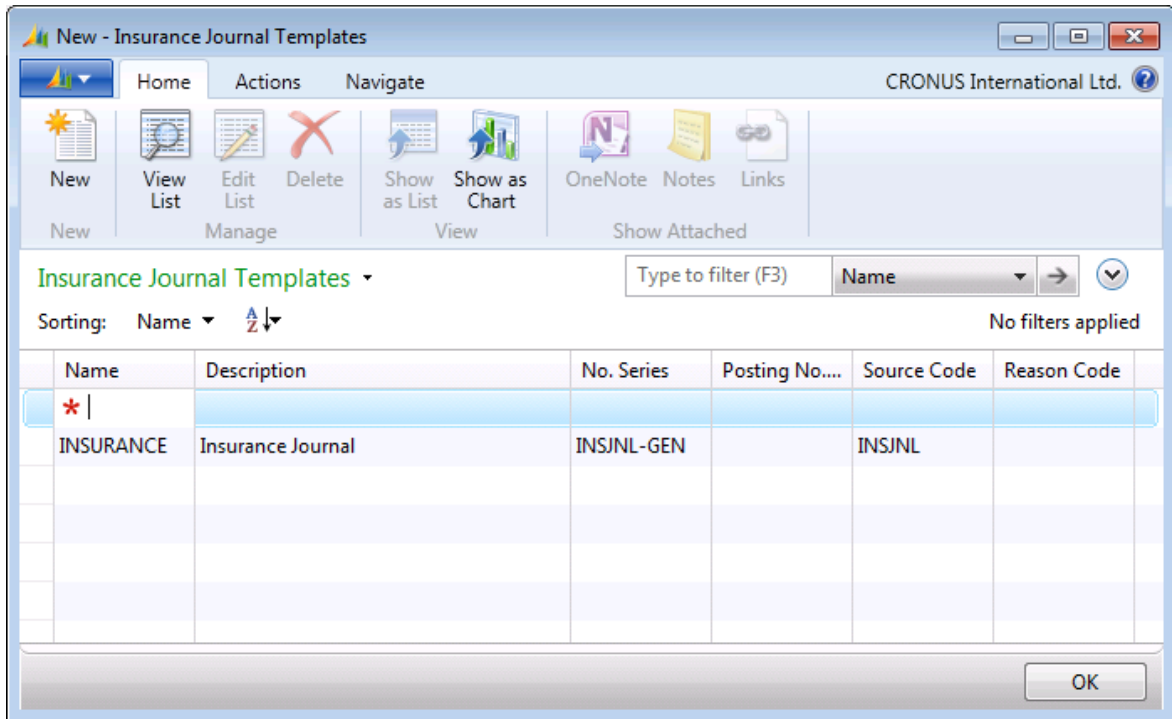 New - Insurance Journal Templates
Home Actions Navigate CRONUS International Ltd.
New View List Edit List Delete Show as List Show as Chart OneNote Notes Links
New Manage View Show Attached
Insurance Journal Templates Type to filter (F3) Name
Sorting: Name No filters applied
Name Description No. Series Posting No.... Source Code Reason Code
INSURANCE Insurance Journal INSJNL-GEN INSJNL
OK